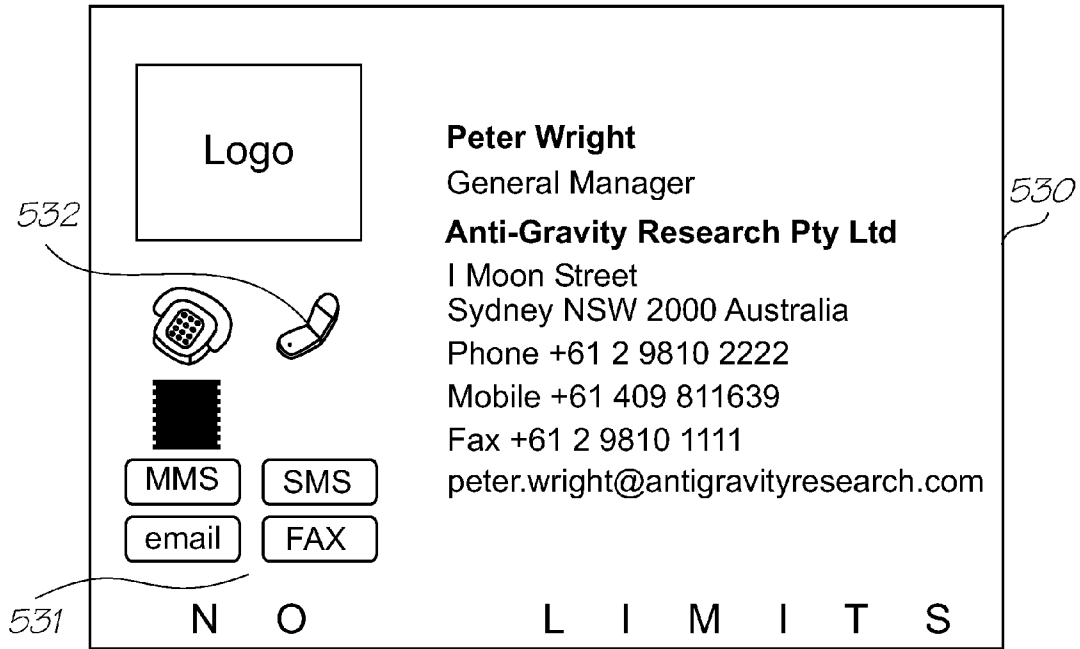 Logo
Peter Wright
General Manager
Anti-Gravity Research Pty Ltd
I Moon Street
Sydney NSW 2000 Australia
Phone +61 2 9810 2222
Mobile +61 409 811639
Fax +61 2 9810 1111
peter.wright@antigravityresearch.com
532
530
MMS SMS
email FAX
531
N O L I M I T S